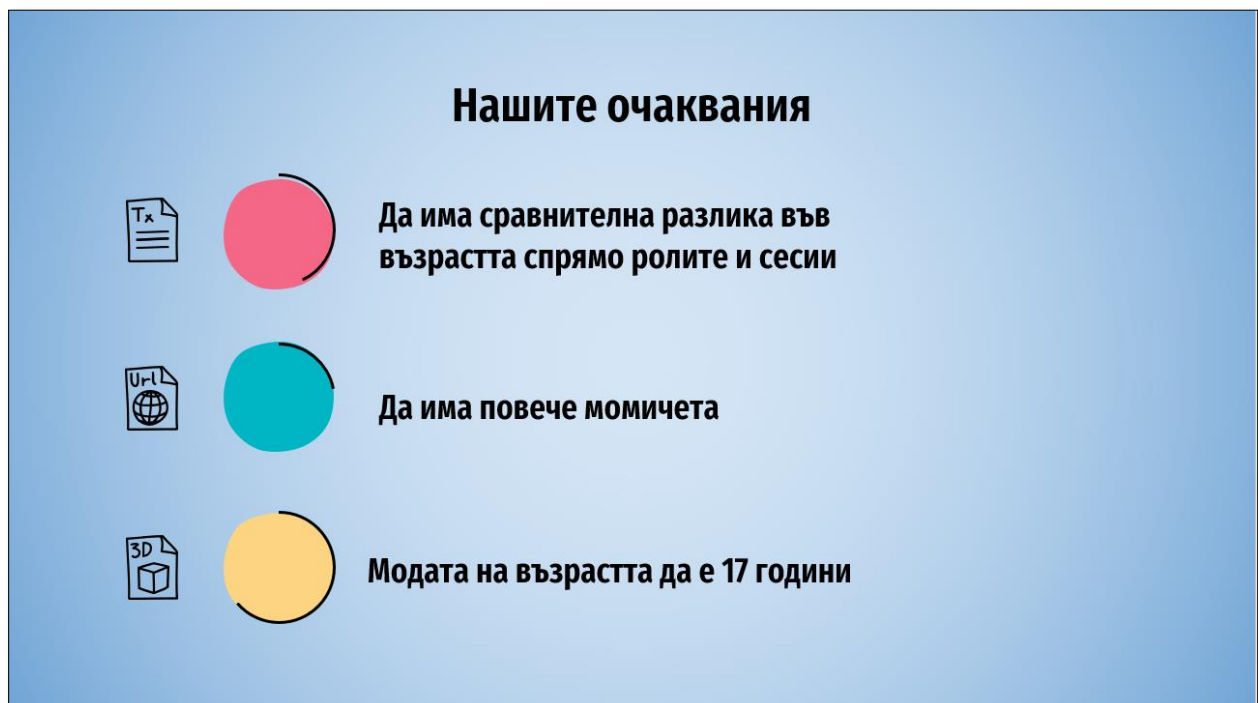 Нашите очаквания
Tx
Да има сравнителна разлика във
възрастта спрямо ролите и сесии
Url
Да има повече момичета
3D
Модата на възрастта да е 17 години